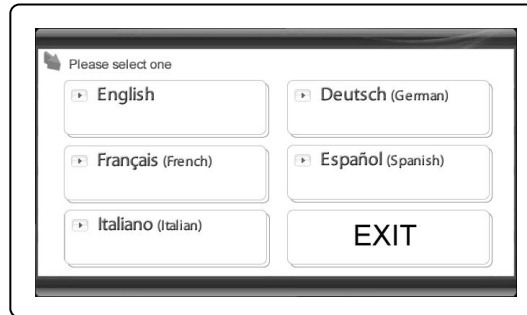 Please select one
English
Deutsch (German)
Français (French)
Español (Spanish)
Italiano (Italian)
EXIT